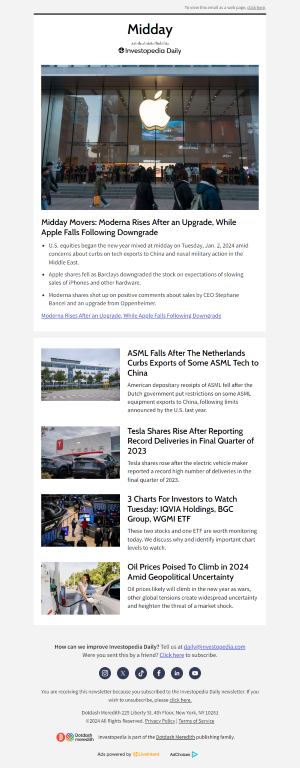 To view this email as a web page, click here.
Midday
Investopedia Daily
Midday Movers: Moderna Rises After an Upgrade, While
Apple Falls Following Downgrade
U.S. equities began the new year mixed at midday on Tuesday, Jan. 2, 2024 amid
concerns about curbs on tech exports to China and naval military action in the
Middle East.
Apple shares fell as Barclays downgraded the stock on expectations of slowing
sales of iPhones and other hardware.
Moderna shares shot up on positive comments about sales by CEO Stephane
Bancel and an upgrade from Oppenheimer.
Moderna Rises After an Upgrade, While Apple Falls Following Downgrade
ASML Falls After The Netherlands
Curbs Exports of Some ASML Tech to
China
American depositary receipts of ASML fell after the
Dutch government put restrictions on some ASML
equipment exports to China, following limits
announced by the U.S. last year.
Tesla Shares Rise After Reporting
Record Deliveries in Final Quarter of
2023
Tesla shares rose after the electric vehicle maker
reported a record high number of deliveries in the
final quarter of 2023.
3 Charts For Investors to Watch
Tuesday: IQVIA Holdings, BGC
Group, WGMI ETF
These two stocks and one ETF are worth monitoring
today. We discuss why and identify important chart
levels to watch.
Oil Prices Poised To Climb in 2024
Amid Geopolitical Uncertainty
Oil prices likely will climb in the new year as wars,
other global tensions create widespread uncertainty
and heighten the threat of a market shock.
How can we improve Investopedia Daily? Tell us at daily@investopedia.com
Were you sent this by a friend? Click here to subscribe.
You are receiving this newsletter because you subscribed to the Investopedia Daily newsletter. If you
wish to unsubscribe, please click here.
Dotdash Meredith 225 Liberty St, 4th Floor, New York, NY 10281
©2024 All Rights Reserved. Privacy Policy | Terms of Service
Dotdash
meredith
Investopedia is part of the Dotdash Meredith publishing family.
Ads powered by LiveIntent
AdChoices